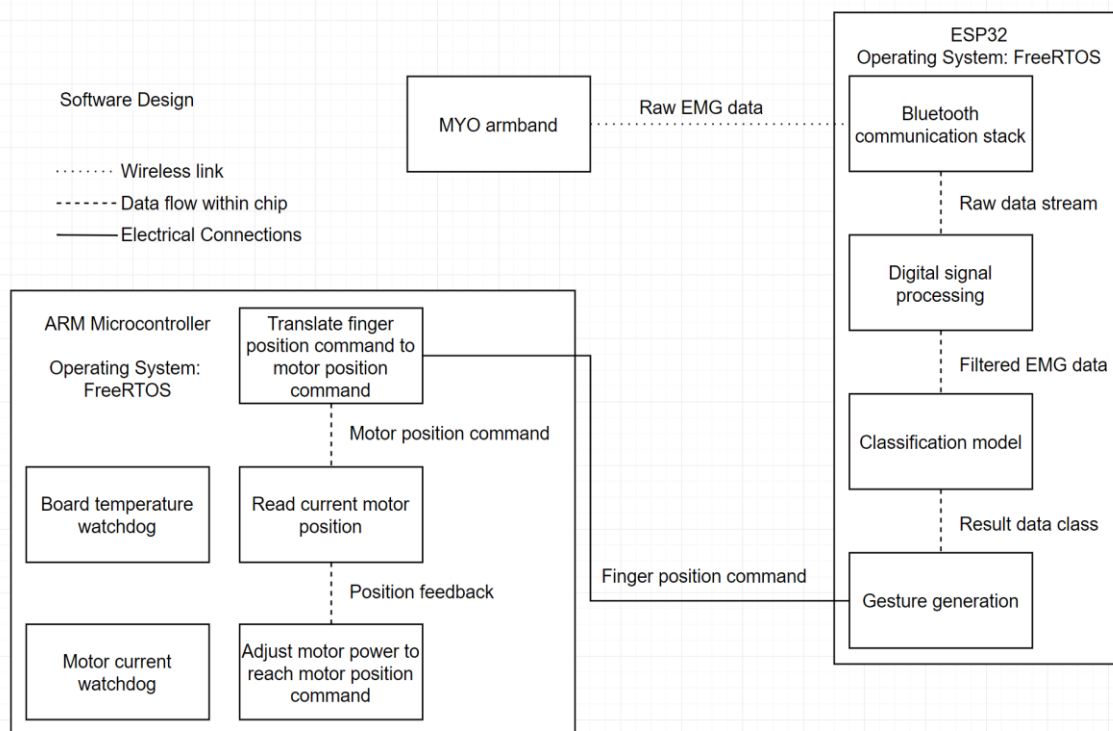 Software Design
Wireless link
Data flow within chip
Electrical Connections
MYO armband
Raw EMG data
ESP32
Operating System: FreeRTOS
Bluetooth
communication stack
Raw data stream
Digital signal
processing
Filtered EMG data
Classification model
Result data class
Gesture generation
Finger position command
ARM Microcontroller
Operating System:
FreeRTOS
Translate finger
position command to
motor position
command
Motor position command
Board temperature
watchdog
Read current motor
position
Position feedback
Motor current
watchdog
Adjust motor power to
reach motor position
command